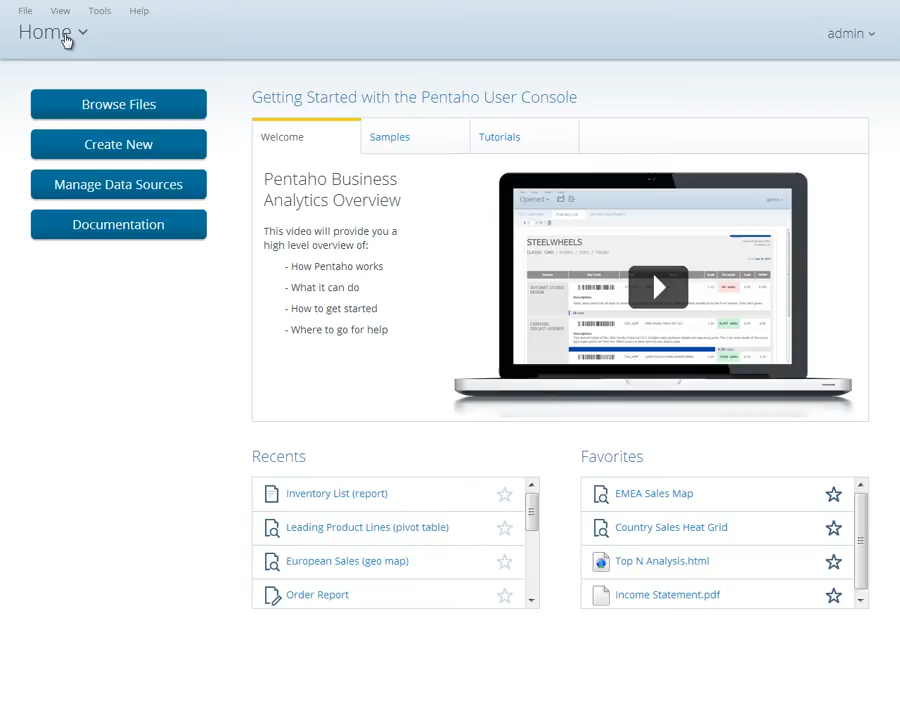 File View Tools Help
Home
admin
Browse Files
Create New
Manage Data Sources
Documentation
Getting Started with the Pentaho User Console
Welcome
Samples
Tutorials
Pentaho Business
Analytics Overview
This video will provide you a
high level overview of:
- How Pentaho works
- What it can do
- How to get started
- Where to go for help
Opened
admin
STEELWHEELS
Recents
Inventory List (report)
Leading Product Lines (pivot table)
European Sales (geo map)
Order Report
Favorites
EMEA Sales Map
Country Sales Heat Grid
Top N Analysis.html
Income Statement.pdf